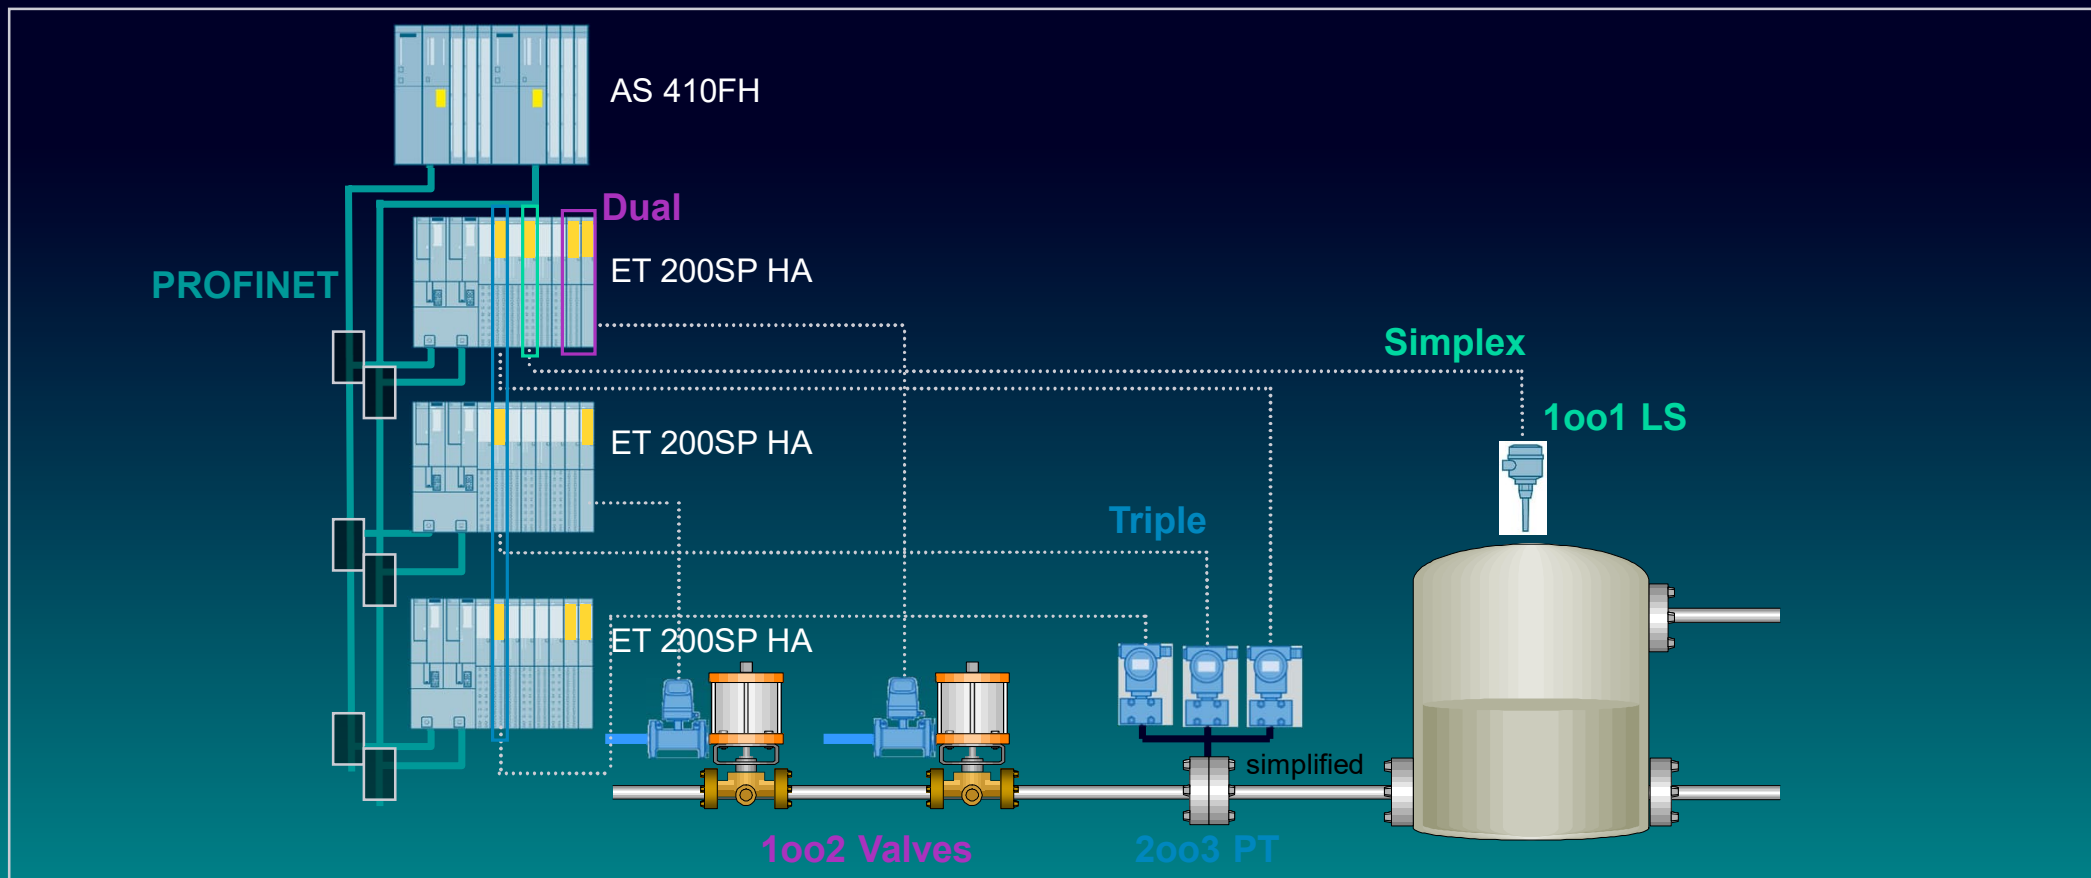 AS 410FH
Dual
ET 200SP HA
PROFINET
Simplex
1oo1 LS
ET 200SP HA
Triple
ET 200SP HA
simplified
1oo2 Valves
2oo3 PT